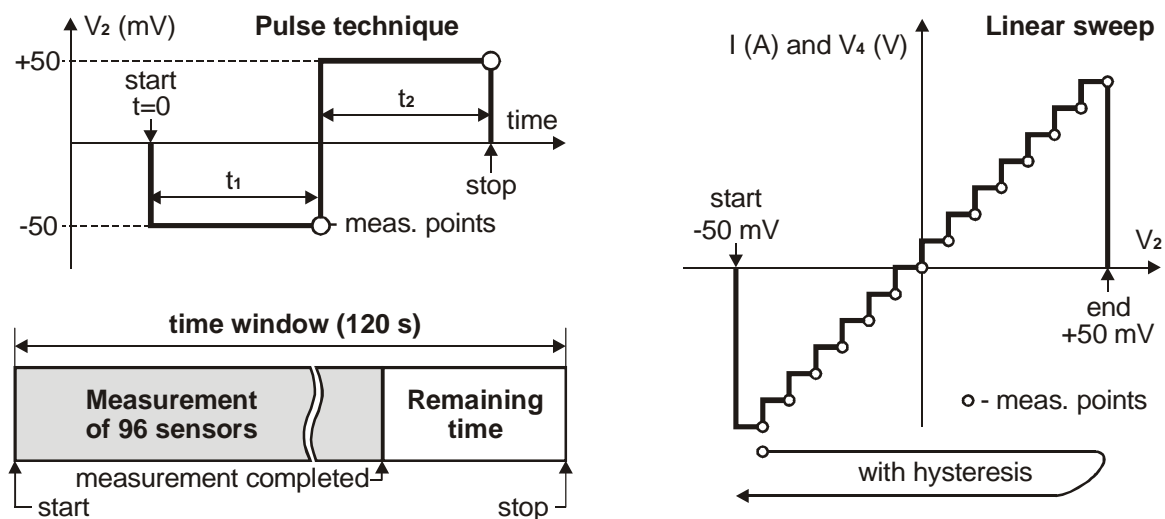 V₂ (mV)
Pulse technique
+50
start
t=0
t₂
time
t₁
stop
-50
- meas. points
time window (120 s)
Measurement
of 96 sensors
Remaining
time
measurement completed
start
stop
Linear sweep
I (A) and V₄ (V)
start
-50 mV
V₂
end
+50 mV
- meas. points
with hysteresis